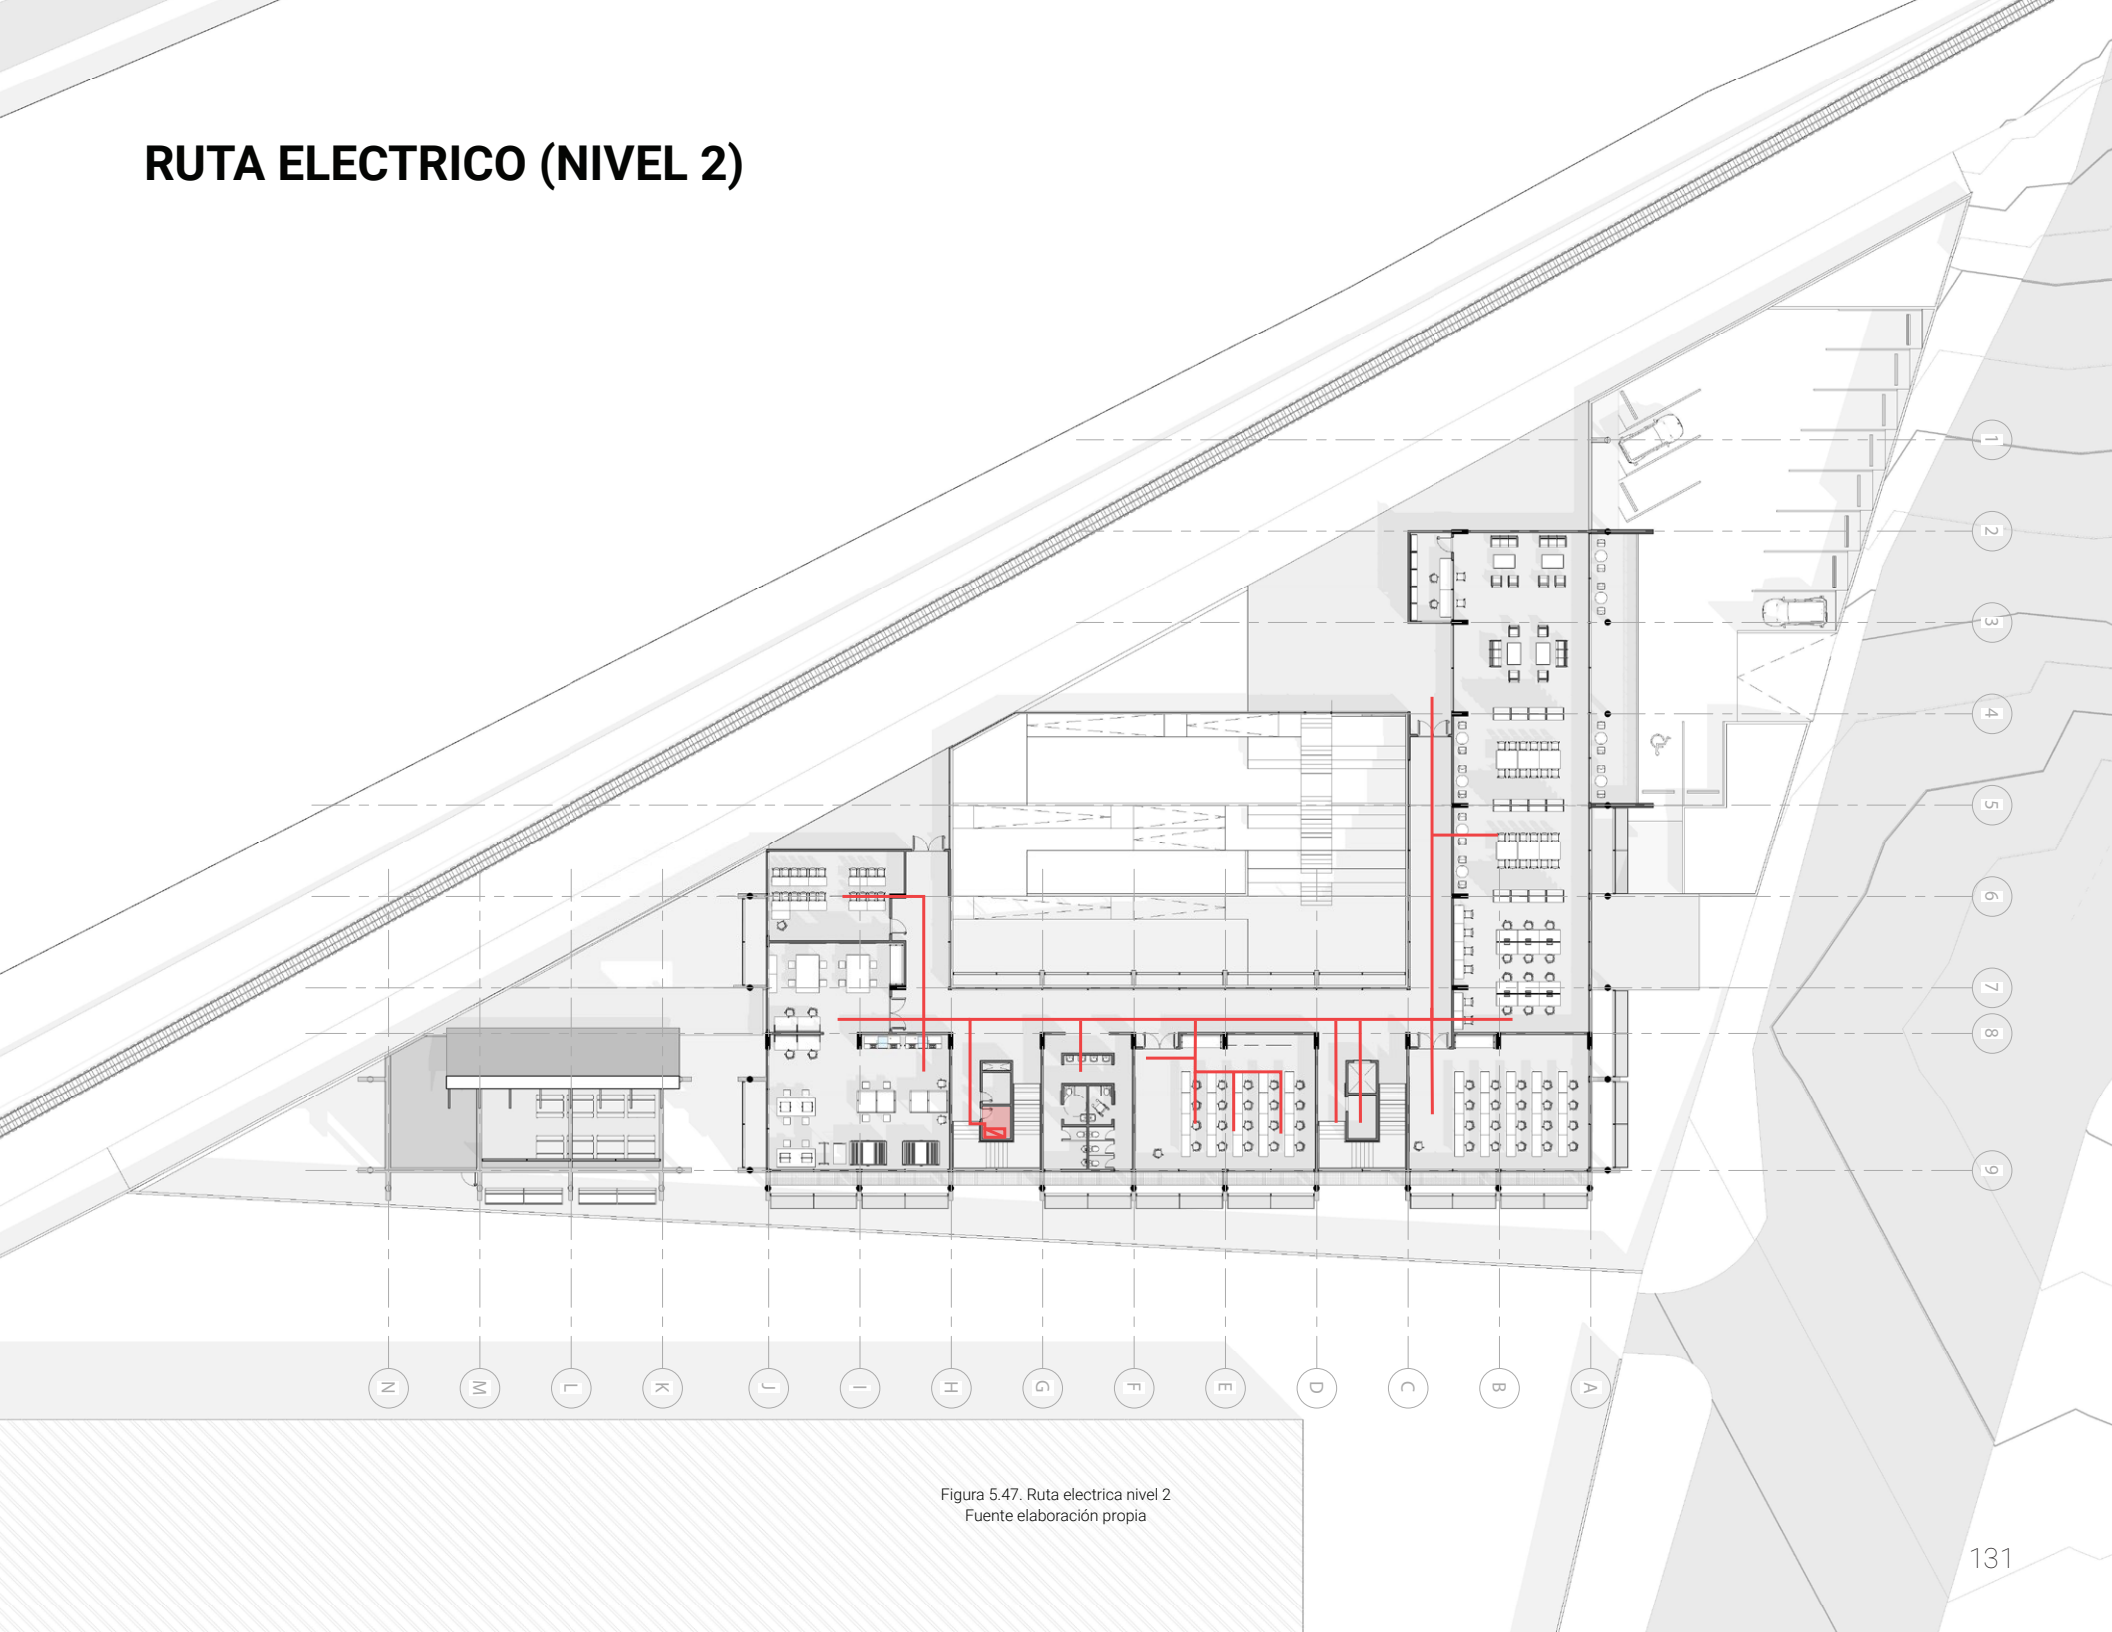 RUTA ELECTRICO (NIVEL 2)
1
2
3
4
5
6
7
8
9
N M L K J I H G F E D C B A
Figura 5.47. Ruta electrica nivel 2
Fuente elaboración propia
131